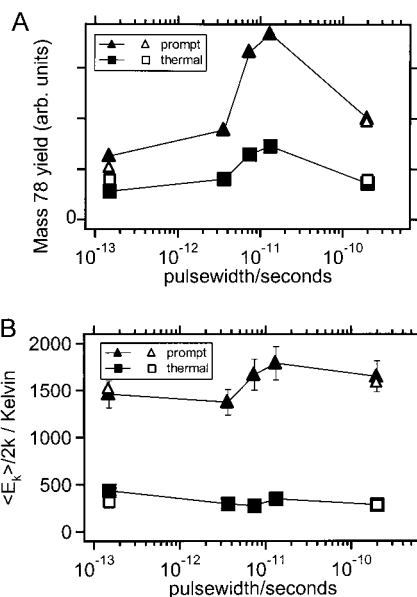 A
Mass 78 yield (arb. units)
prompt
thermal
0
10-13
10-12
10-11
10-10
pulsewidth/seconds
B
<Ek>/2k / Kelvin
2000
1500
1000
500
0
prompt
thermal
10-13
10-12
10-11
10-10
pulsewidth/seconds